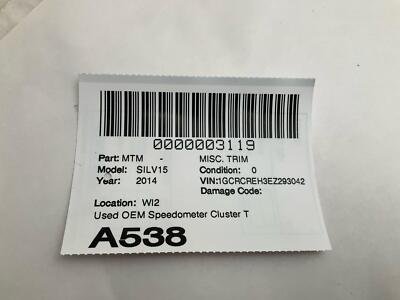 0000003119
Part: MTM - MISC. TRIM
Model: SILV15 Condition: 0
Year: 2014 VIN:1GCRCREH3EZ293042
Damage Code:
Location: WI2
Used OEM Speedometer Cluster T
A538